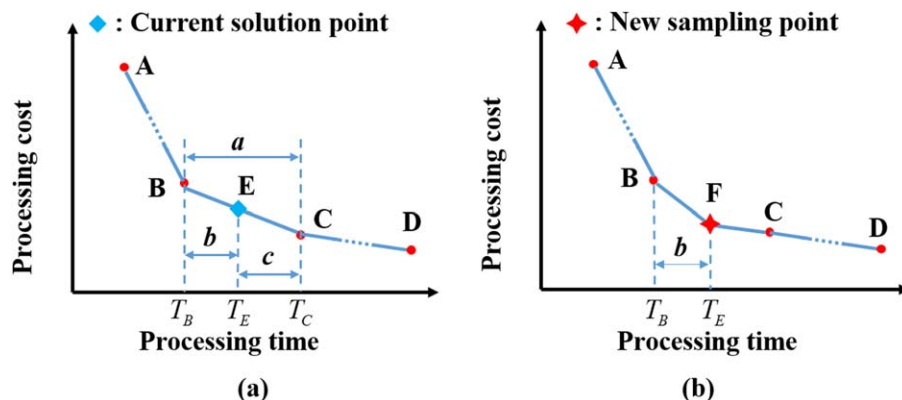 : Current solution point
A
a
B
E
C
D
b
c
T_B
T_E
T_C
Processing cost
Processing time
(a)
: New sampling point
A
B
F
C
D
b
T_B
T_E
Processing cost
Processing time
(b)